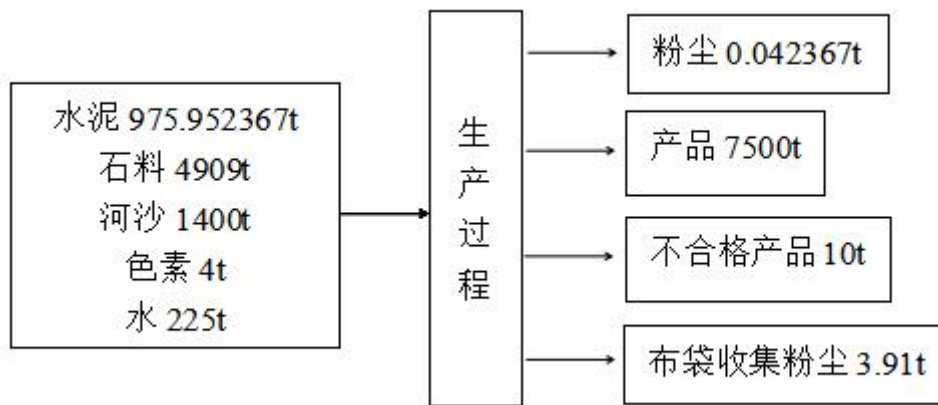 水泥 975.952367t
石料 4909t
河沙 1400t
色素 4t
水 225t
生产过程
粉尘 0.042367t
产品 7500t
不合格产品 10t
布袋收集粉尘 3.91t